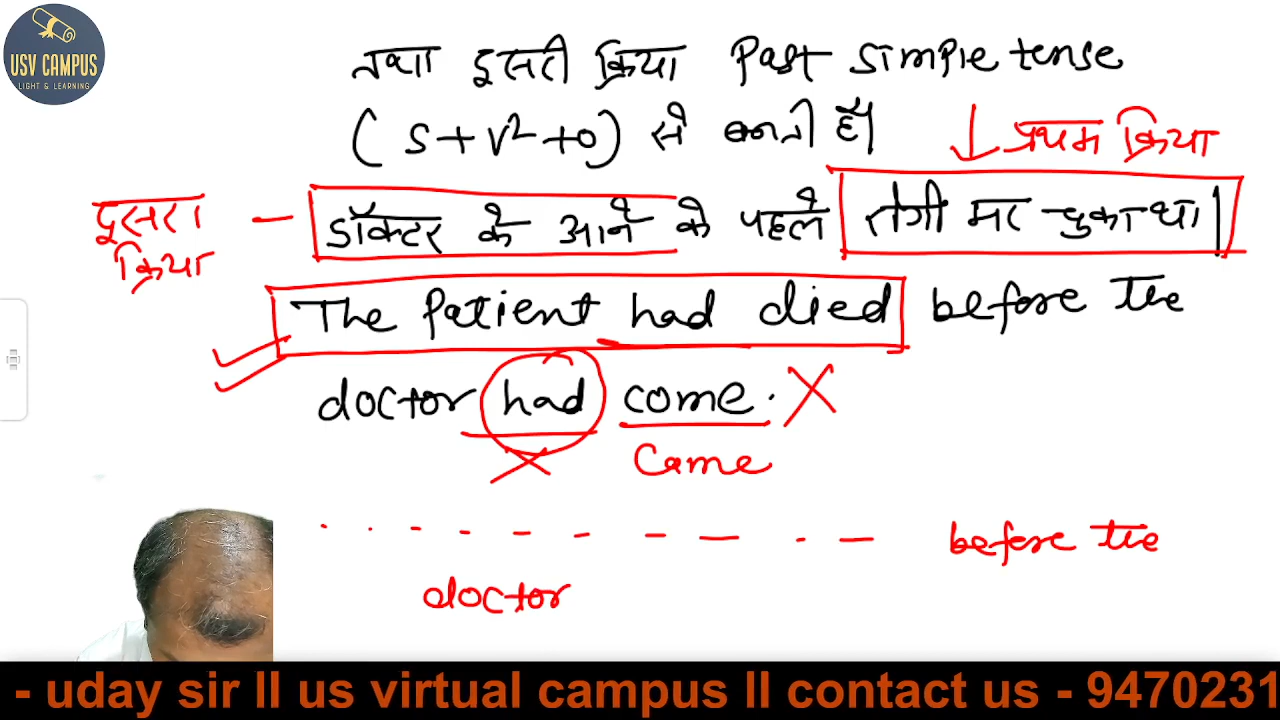 USV CAMPUS
LIGHT & LEARNING
तथा दूसरी क्रिया Past simple tense
( S+V²+O) से बनती है।
प्रथम क्रिया
दूसरा
क्रिया
— डॉक्टर के आने के पहले रोगी मर चुका था।
The Patient had died before the
doctor had come. X
X Came
before the
doctor
- uday sir II us virtual campus II contact us - 9470231